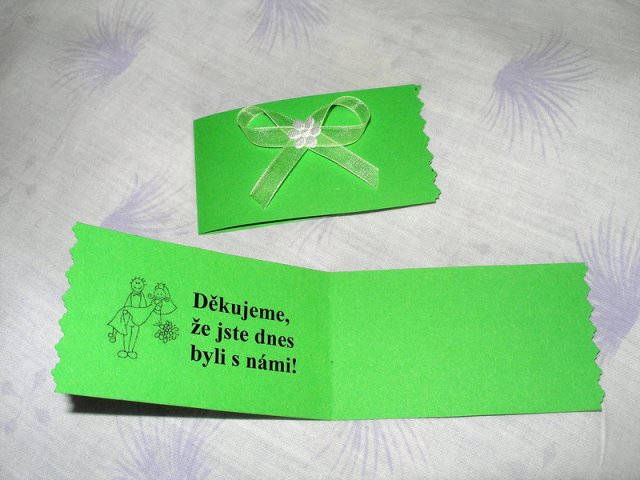 Děkujeme,
že jste dnes
byli s námi!